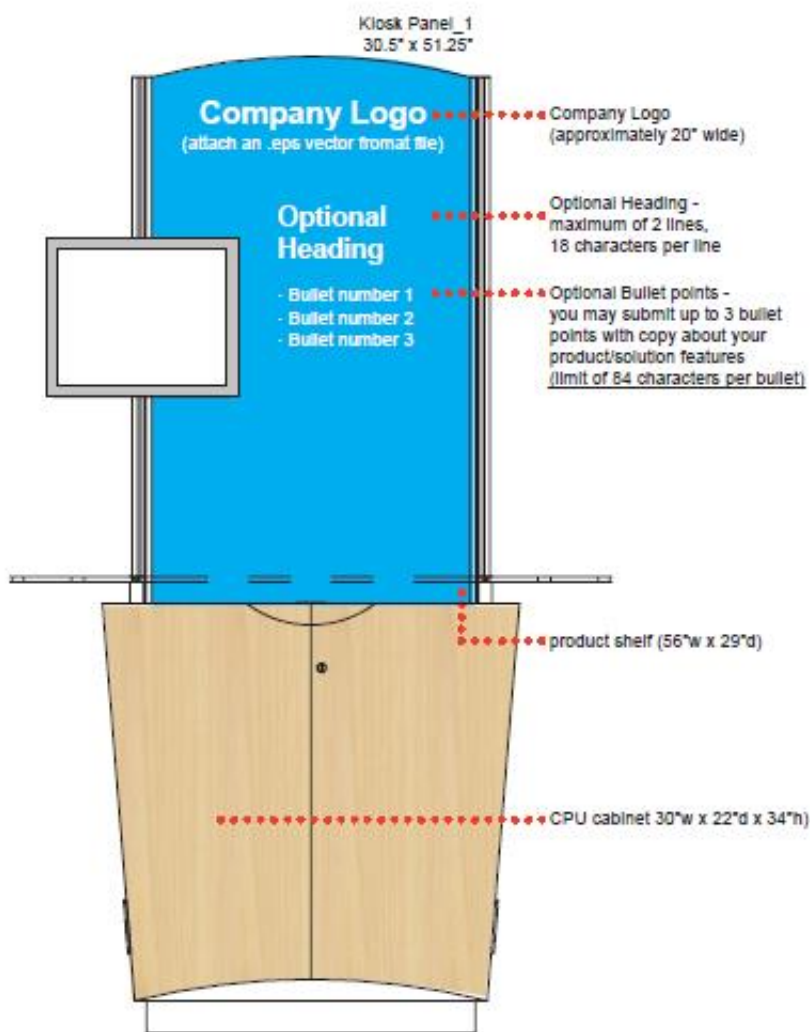 Kiosk Panel_1
30.5" x 51.25"
Company Logo
(attach an .eps vector fromat file)
Company Logo
(approximately 20" wide)
Optional
Heading
Optional Heading -
maximum of 2 lines,
18 characters per line
- Bullet number 1
- Bullet number 2
- Bullet number 3
Optional Bullet points -
you may submit up to 3 bullet
points with copy about your
product/solution features
(limit of 84 characters per bullet)
product shelf (56"w x 29"d)
CPU cabinet 30"w x 22"d x 34"h)